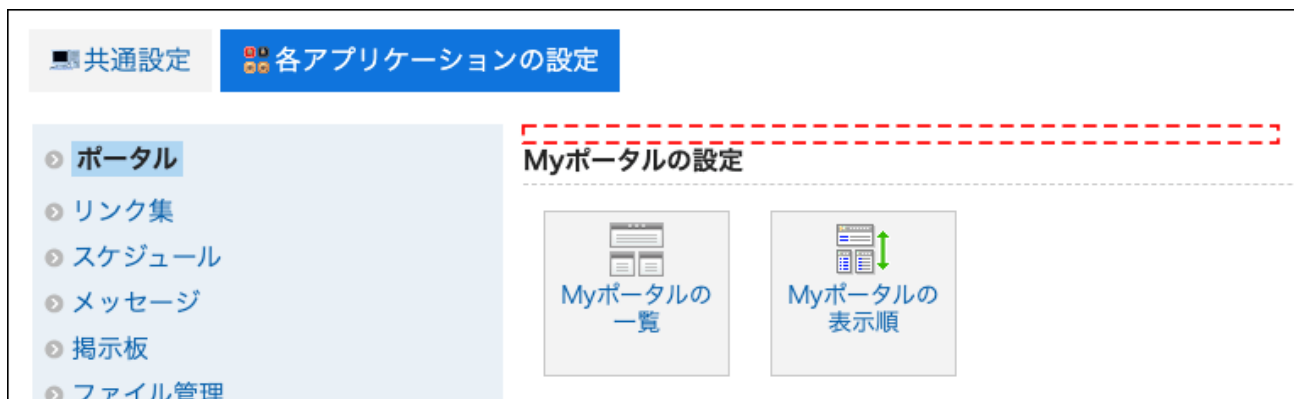 共通設定
各アプリケーションの設定
ポータル
リンク集
スケジュール
メッセージ
掲示板
ファイル管理
Myポータルの設定
Myポータルの
一覧
Myポータルの
表示順